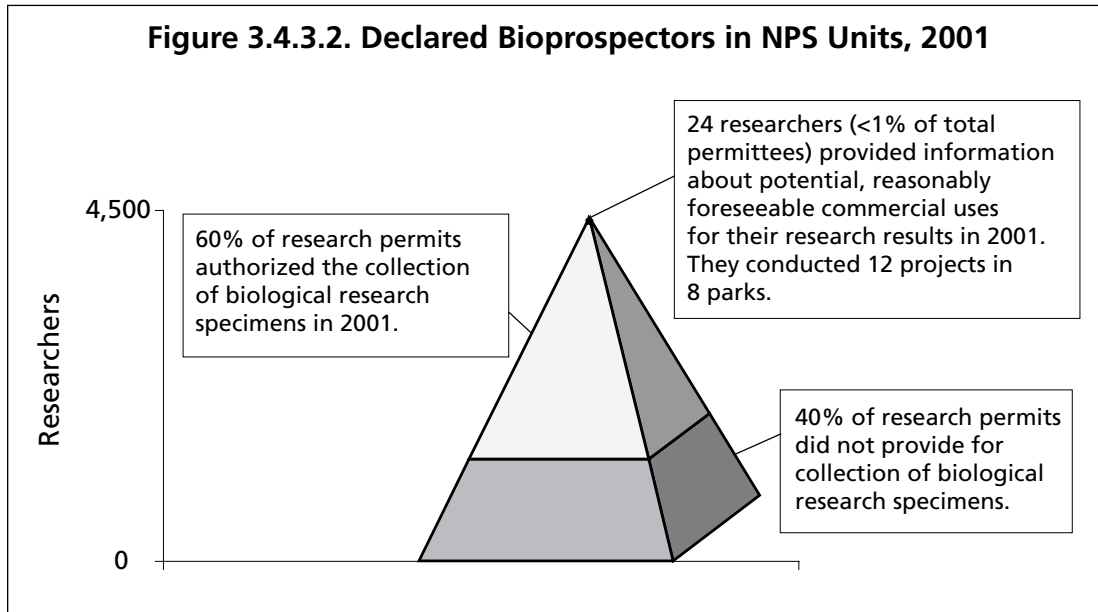 Figure 3.4.3.2. Declared Bioprospectors in NPS Units, 2001
24 researchers (<1% of total
permittees) provided information
about potential, reasonably
foreseeable commercial uses
for their research results in 2001.
They conducted 12 projects in
8 parks.
4,500
60% of research permits
authorized the collection
of biological research
specimens in 2001.
Researchers
40% of research permits
did not provide for
collection of biological
research specimens.
0